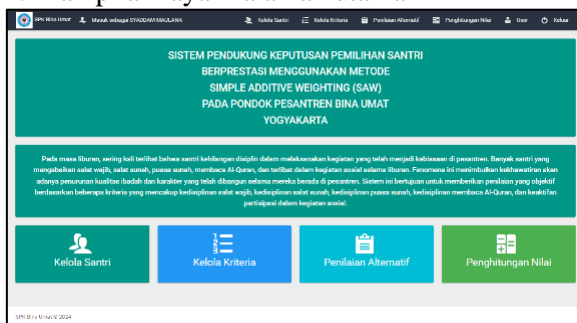 SPK Bina Umat Masuk sebagai SYADDAM MAULANA Kelola Santri Kelola Kriteria Penilaian Alternatif Penghitungan Nilai User Keluar
SISTEM PENDUKUNG KEPUTUSAN PEMILIHAN SANTRI
BERPRESTASI MENGGUNAKAN METODE
SIMPLE ADDITIVE WEIGHTING (SAW)
PADA PONDOK PESANTREN BINA UMAT
YOGYAKARTA
Pada masa liburan, sering kali terlihat bahwa santri kehilangan disiplin dalam melaksanakan kegiatan yang telah menjadi kebiasaan di pesantren. Banyak santri yang
mengabaikan salat wajib, salat sunah, puasa sunah, membaca Al-Quran, dan terlibat dalam kegiatan sosial selama liburan. Fenomena ini menimbulkan kekhawatiran akan
adanya penurunan kualitas ibadah dan karakter yang telah dibangun selama mereka berada di pesantren. Sistem ini bertujuan untuk memberikan penilaian yang objektif
berdasarkan beberapa kriteria yang mencakup kedisiplinan salat wajib, kedisiplinan salat sunah, kedisiplinan puasa sunah, kedisiplinan membaca Al-Quran, dan keaktifan
partisipasi dalam kegiatan sosial.
Kelola Santri Kelola Kriteria Penilaian Alternatif Penghitungan Nilai
SPK Bina Umat © 2024